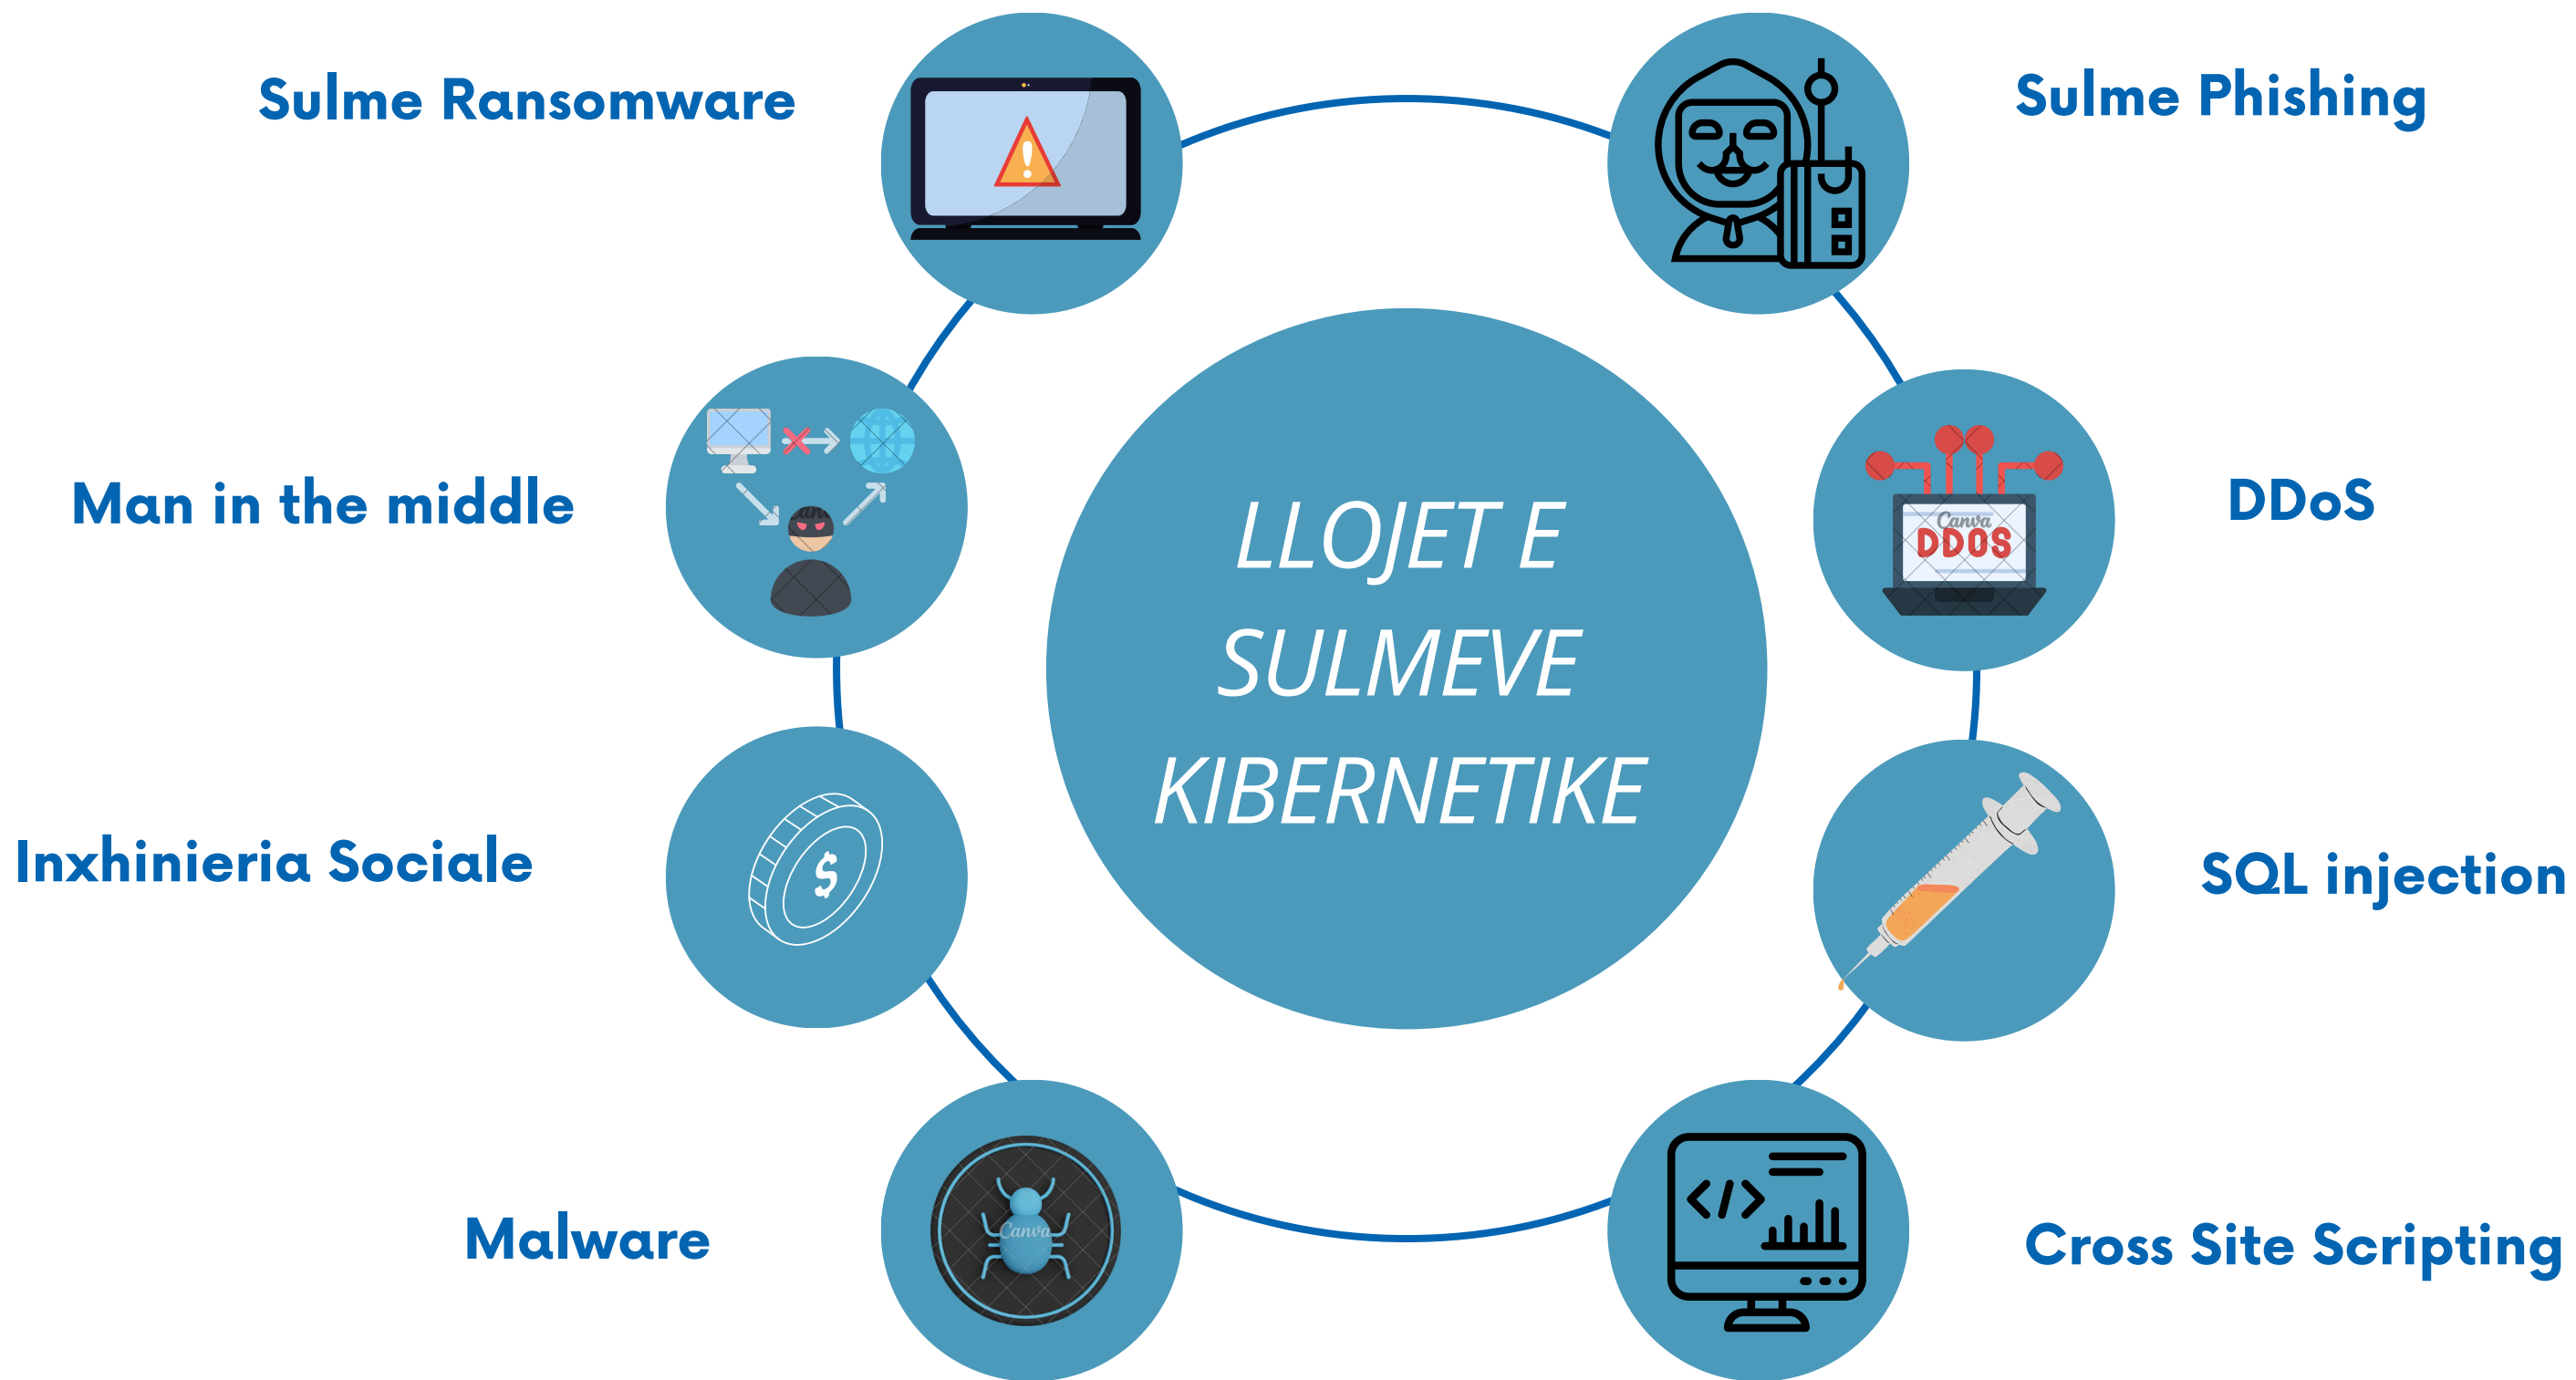 Sulme Ransomware
Sulme Phishing
Man in the middle
DDoS
Canva
DDOS
LLOJET E
SULMEVE
KIBERNETIKE
Inxhinieria Sociale
$
SQL injection
Malware
Canva
</>
Cross Site Scripting